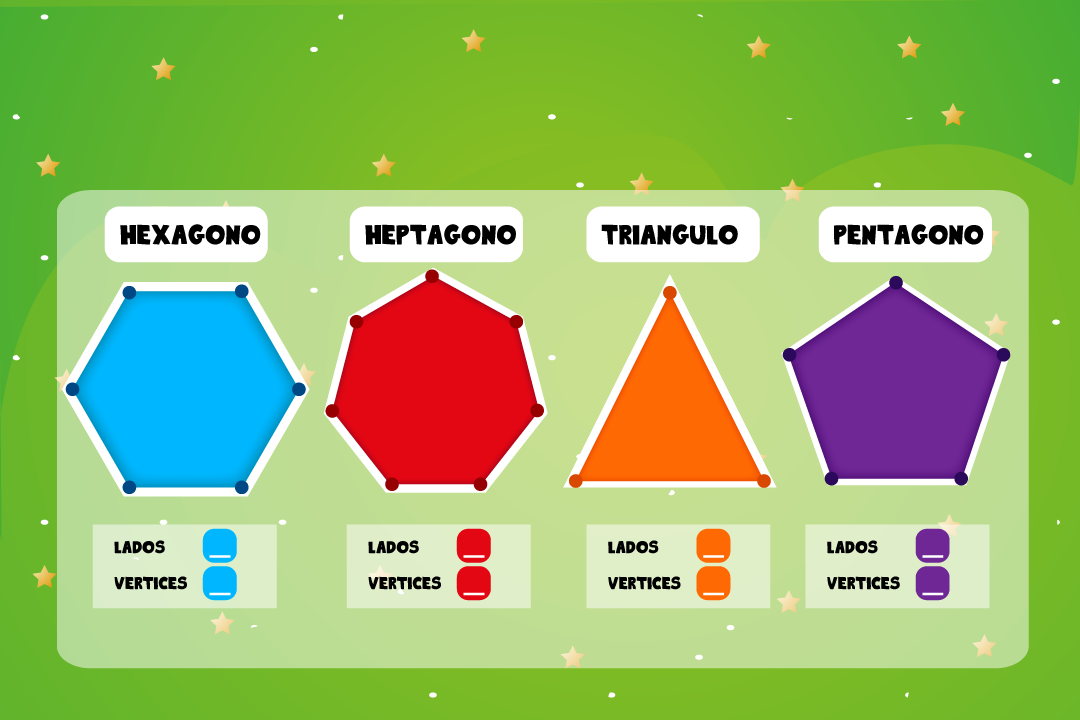 HEXAGONO
HEPTAGONO
TRIANGULO
PENTAGONO
LADOS _
VERTICES _
LADOS _
VERTICES _
LADOS _
VERTICES _
LADOS _
VERTICES _